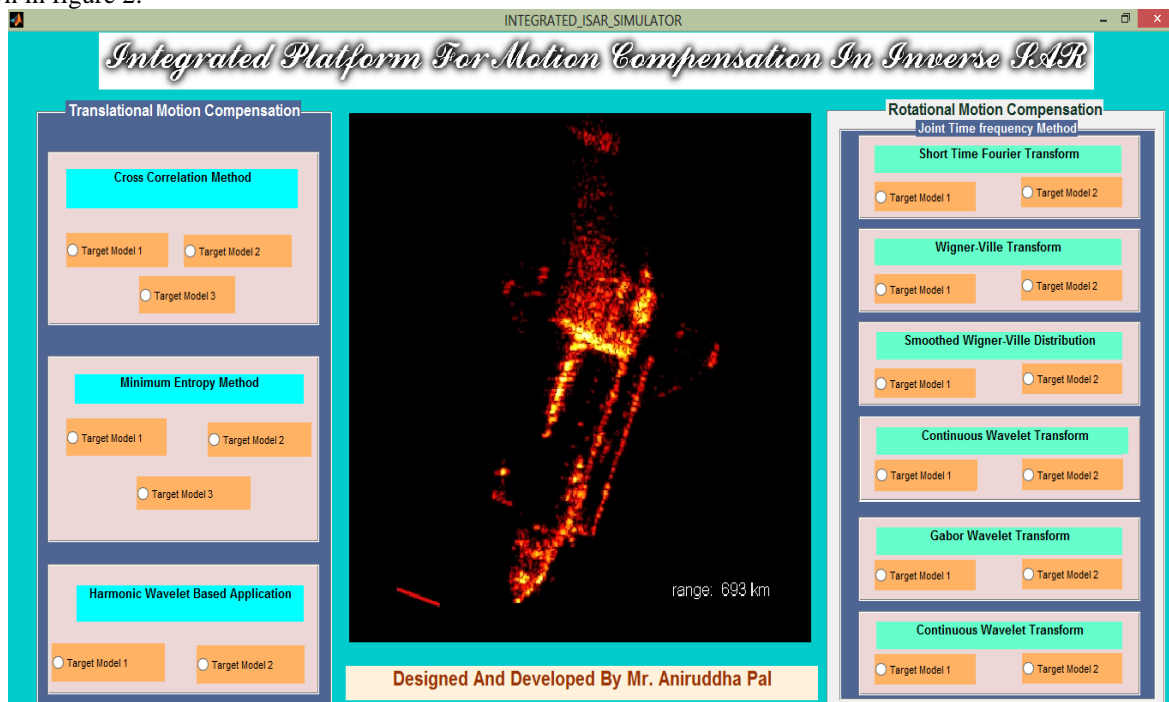 n in figure 2.
INTEGRATED_ISAR_SIMULATOR
Integrated Platform For Motion Compensation In Inverse SAR
Translational Motion Compensation
Cross Correlation Method
Target Model 1
Target Model 2
Target Model 3
Minimum Entropy Method
Target Model 1
Target Model 2
Target Model 3
Harmonic Wavelet Based Application
Target Model 1
Target Model 2
range: 693 km
Designed And Developed By Mr. Aniruddha Pal
Rotational Motion Compensation
Joint Time frequency Method
Short Time Fourier Transform
Target Model 1
Target Model 2
Wigner-Ville Transform
Target Model 1
Target Model 2
Smoothed Wigner-Ville Distribution
Target Model 1
Target Model 2
Continuous Wavelet Transform
Target Model 1
Target Model 2
Gabor Wavelet Transform
Target Model 1
Target Model 2
Continuous Wavelet Transform
Target Model 1
Target Model 2